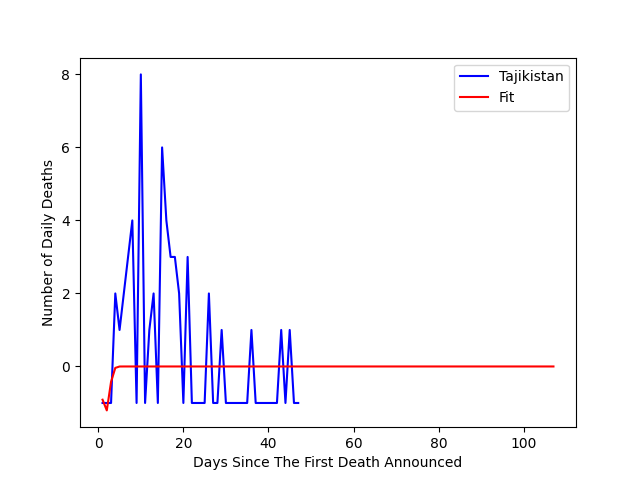 Tajikistan
Fit
8
6
4
2
0
Number of Daily Deaths
0 20 40 60 80 100
Days Since The First Death Announced